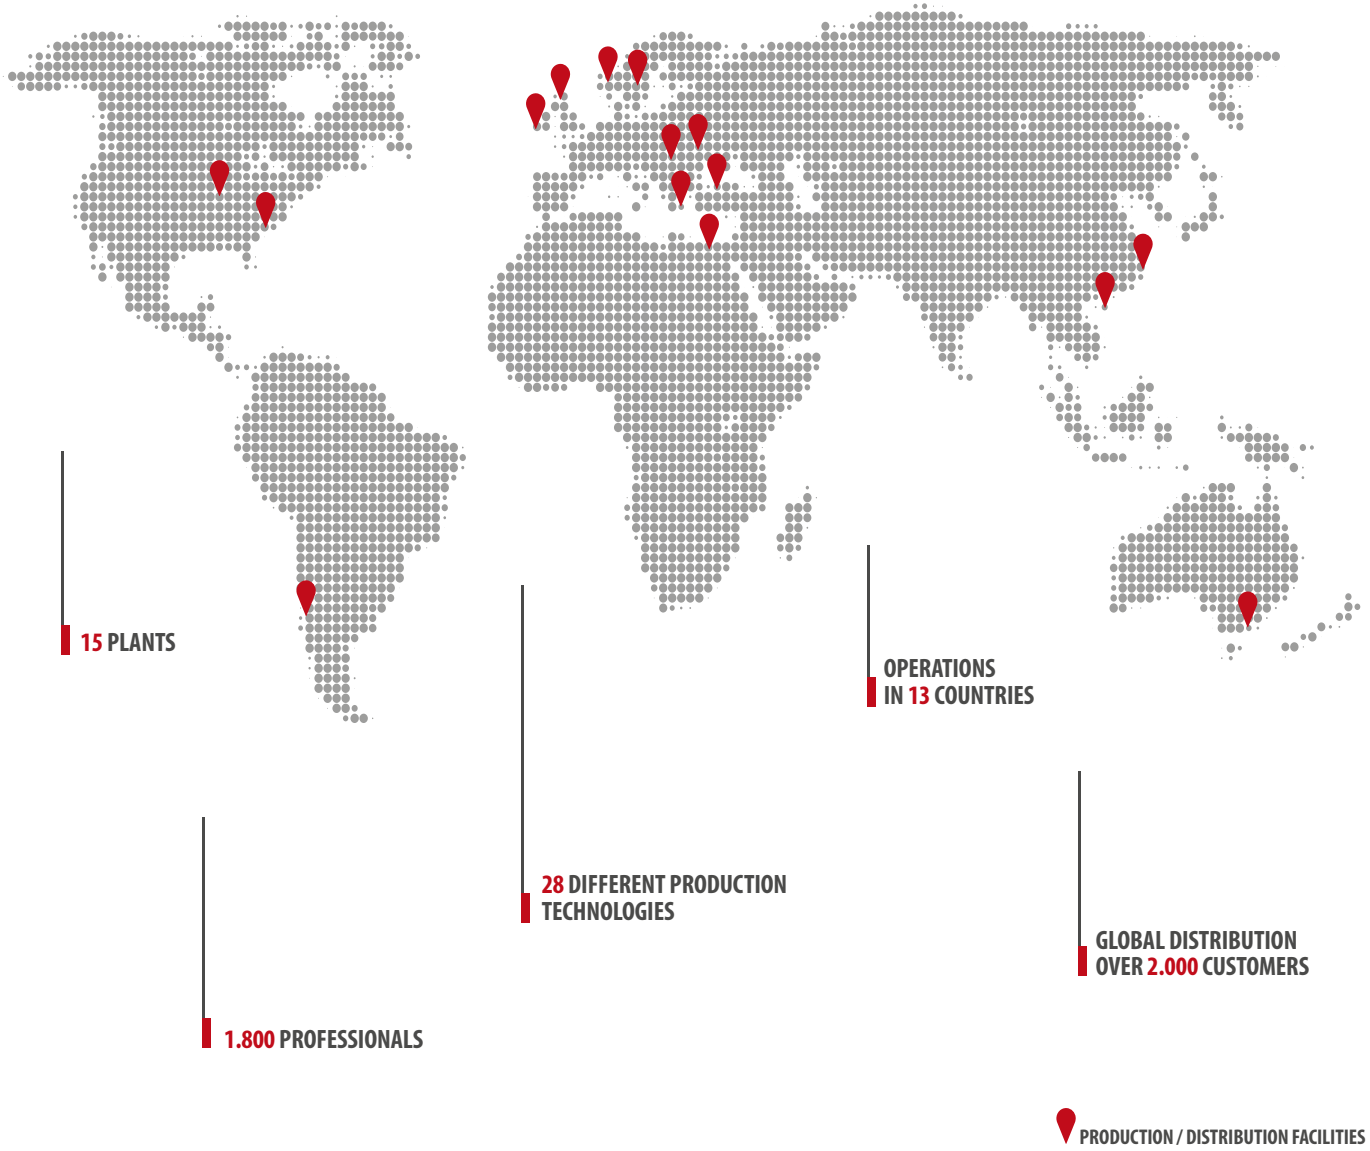 15 PLANTS
OPERATIONS
IN 13 COUNTRIES
28 DIFFERENT PRODUCTION
TECHNOLOGIES
GLOBAL DISTRIBUTION
OVER 2.000 CUSTOMERS
1.800 PROFESSIONALS
PRODUCTION / DISTRIBUTION FACILITIES